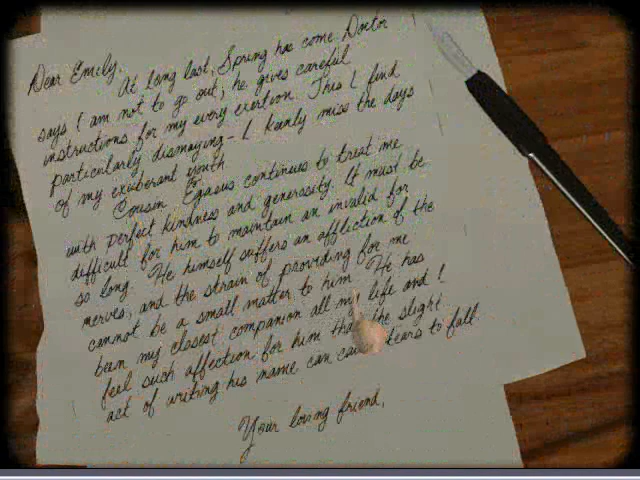 Dear Emily,
At long last, Spring has come Doctor
says I am not to go out; he gives careful
instructions for my every exertion. This I find
particularly dismaying - I keenly miss the days
of my exuberant youth
Cousin Egaeus continues to treat me
with perfect kindness and generosity. It must be
difficult for him to maintain an invalid for
so long. He himself suffers an affliction of the
nerves, and the strain of providing for me
cannot be a small matter to him. He has
been my closest companion all my life and I
feel such affection for him that the slight
act of writing his name can cause tears to fall.
Your loving friend,